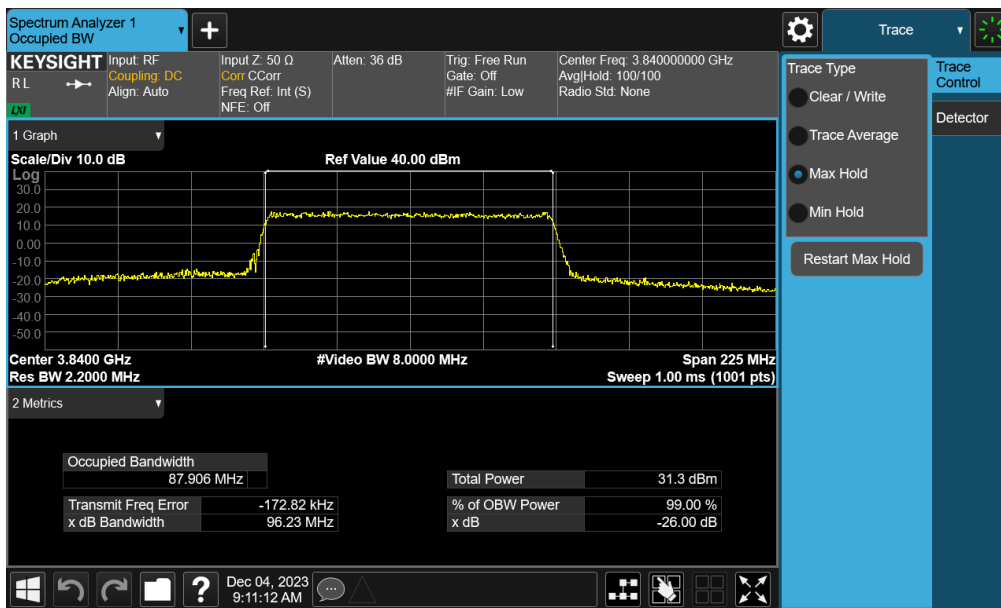 Spectrum Analyzer 1
Occupied BW
Trace
KEYSIGHT
R L
LXI
Input: RF
Coupling: DC
Align: Auto
Input Z: 50 Ω
Corr CCorr
Freq Ref: Int (S)
NFE: Off
Atten: 36 dB
Trig: Free Run
Gate: Off
#IF Gain: Low
Center Freq: 3.840000000 GHz
Avg|Hold: 100/100
Radio Std: None
Trace Type
Clear / Write
Trace Average
Max Hold
Min Hold
Restart Max Hold
Trace
Control
Detector
1 Graph
Scale/Div 10.0 dB
Ref Value 40.00 dBm
Log
30.0
20.0
10.0
0.00
-10.0
-20.0
-30.0
-40.0
-50.0
Center 3.8400 GHz
#Video BW 8.0000 MHz
Span 225 MHz
Res BW 2.2000 MHz
Sweep 1.00 ms (1001 pts)
2 Metrics
Occupied Bandwidth
87.906 MHz
Total Power 31.3 dBm
Transmit Freq Error -172.82 kHz
% of OBW Power 99.00 %
x dB Bandwidth 96.23 MHz
x dB -26.00 dB
?
Dec 04, 2023
9:11:12 AM